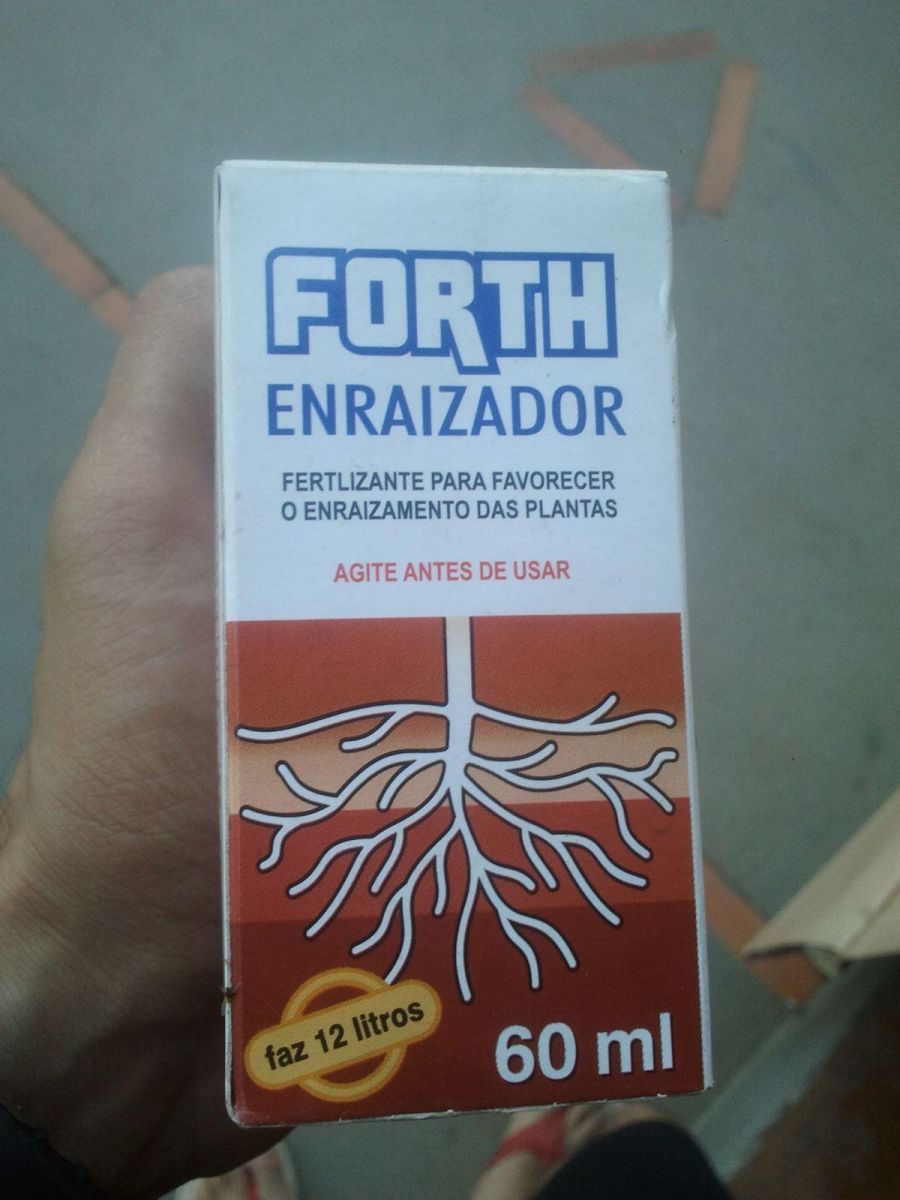 FORTH
ENRAIZADOR
FERTLIZANTE PARA FAVORECER
O ENRAIZAMENTO DAS PLANTAS
AGITE ANTES DE USAR
faz 12 litros
60 ml